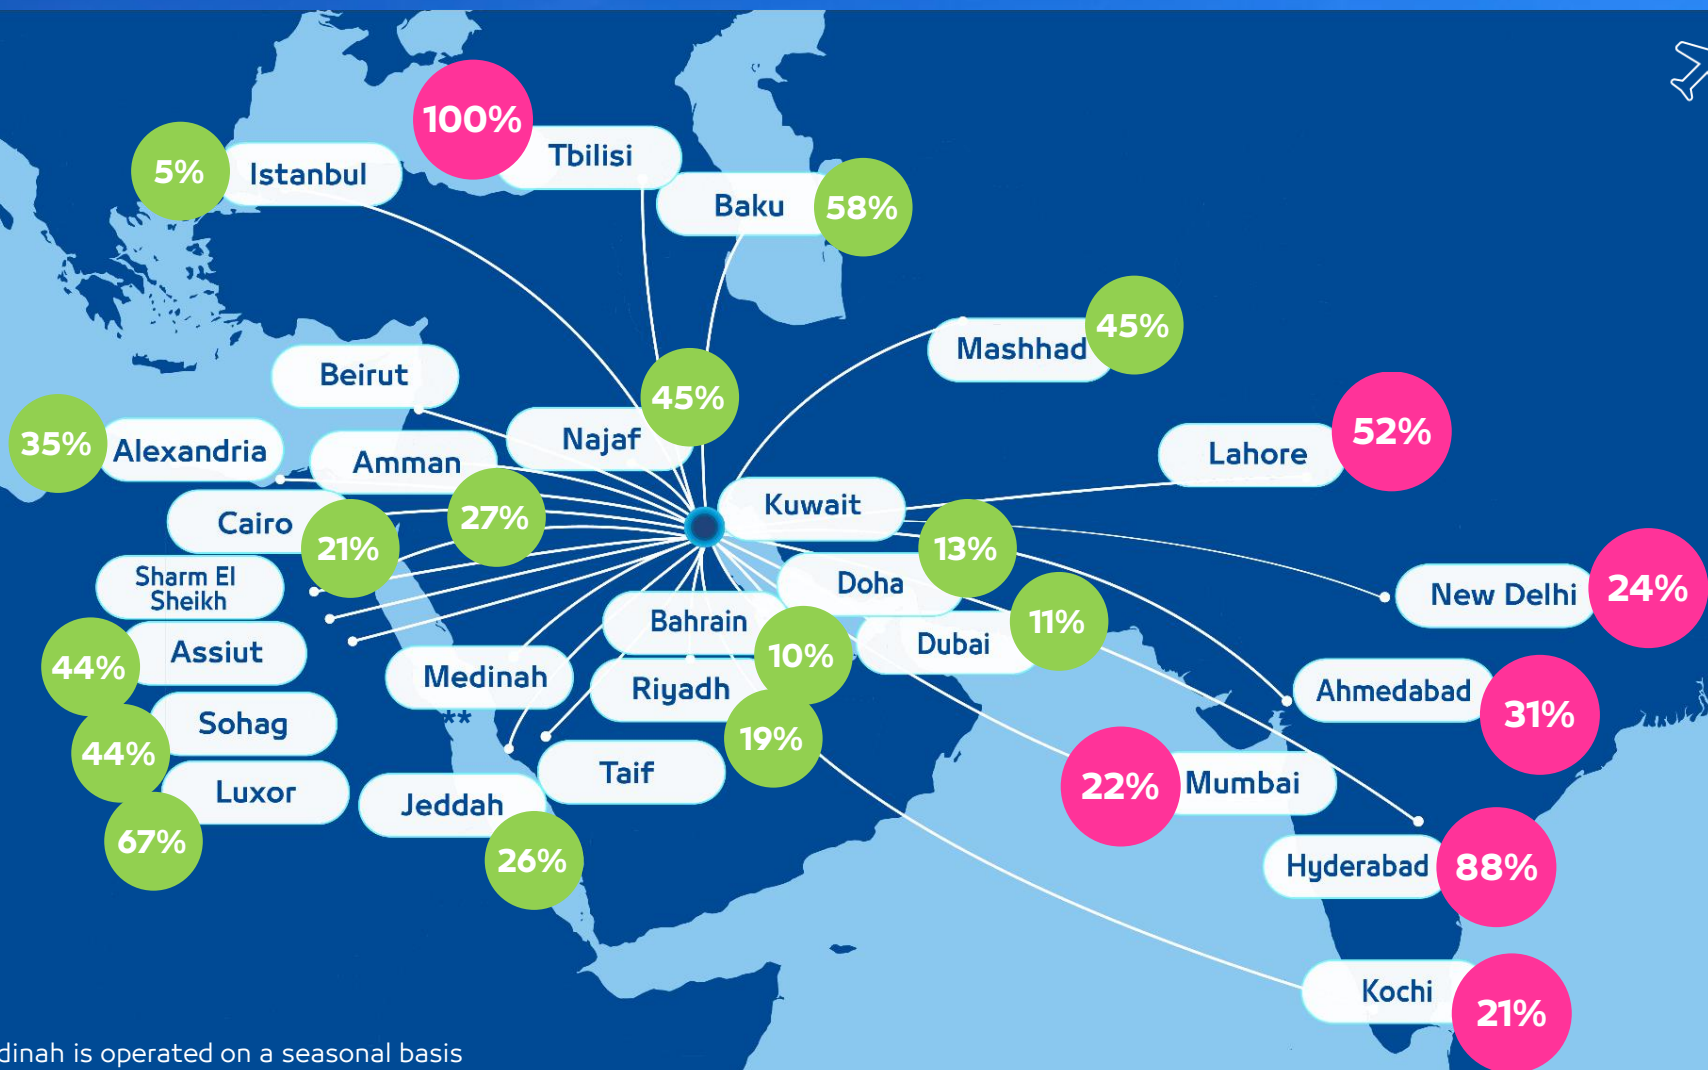 100%
Tbilisi
5%
Istanbul
Baku
58%
Mashhad
45%
Beirut
45%
Najaf
35%
Alexandria
Amman
Lahore
52%
Kuwait
Cairo
21%
27%
13%
Sharm El
Sheikh
Doha
New Delhi
24%
Bahrain
11%
Dubai
Assiut
44%
10%
Medinah
**
Riyadh
Ahmedabad
31%
Sohag
44%
19%
Taif
22%
Mumbai
Luxor
Jeddah
67%
26%
Hyderabad
88%
Kochi
21%
dinah is operated on a seasonal basis